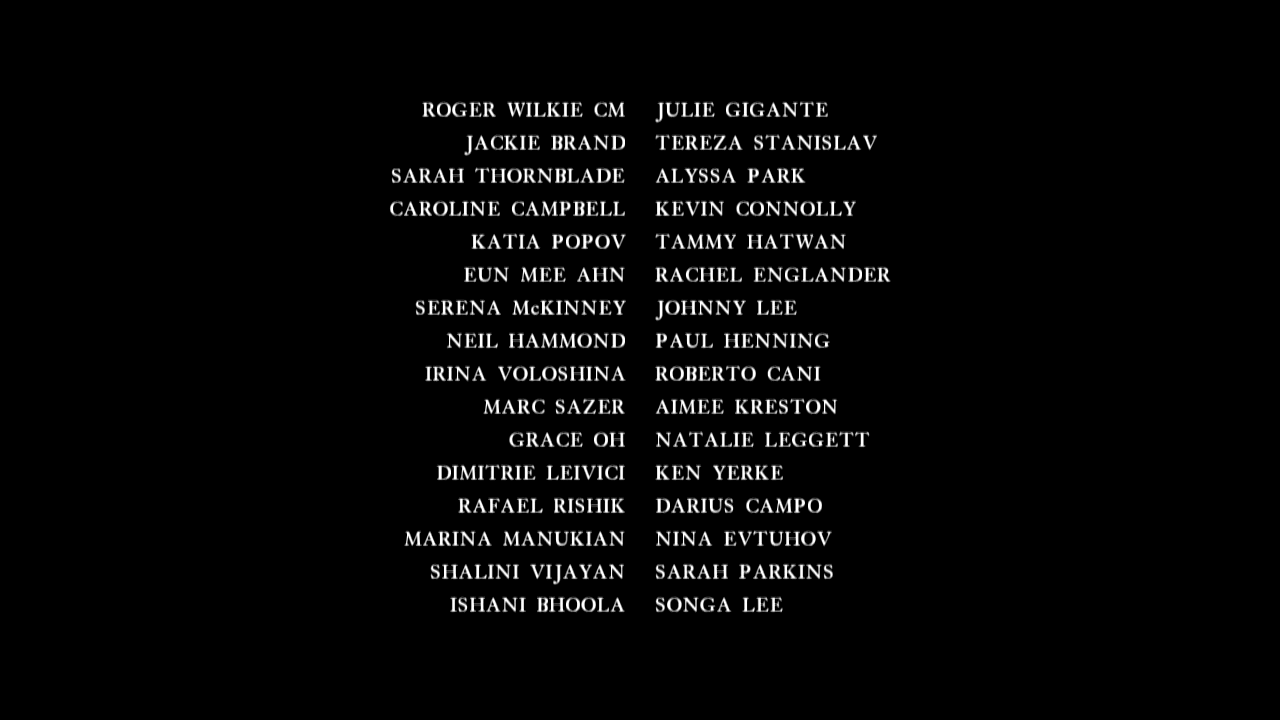 ROGER WILKIE CM JULIE GIGANTE
JACKIE BRAND TEREZA STANISLAV
SARAH THORNBLADE ALYSSA PARK
CAROLINE CAMPBELL KEVIN CONNOLLY
KATIA POPOV TAMMY HATWAN
EUN MEE AHN RACHEL ENGLANDER
SERENA McKINNEY JOHNNY LEE
NEIL HAMMOND PAUL HENNING
IRINA VOLOSHINA ROBERTO CANI
MARC SAZER AIMEE KRESTON
GRACE OH NATALIE LEGGETT
DIMITRIE LEIVICI KEN YERKE
RAFAEL RISHIK DARIUS CAMPO
MARINA MANUKIAN NINA EVTUHOV
SHALINI VIJAYAN SARAH PARKINS
ISHANI BHOOLA SONGA LEE